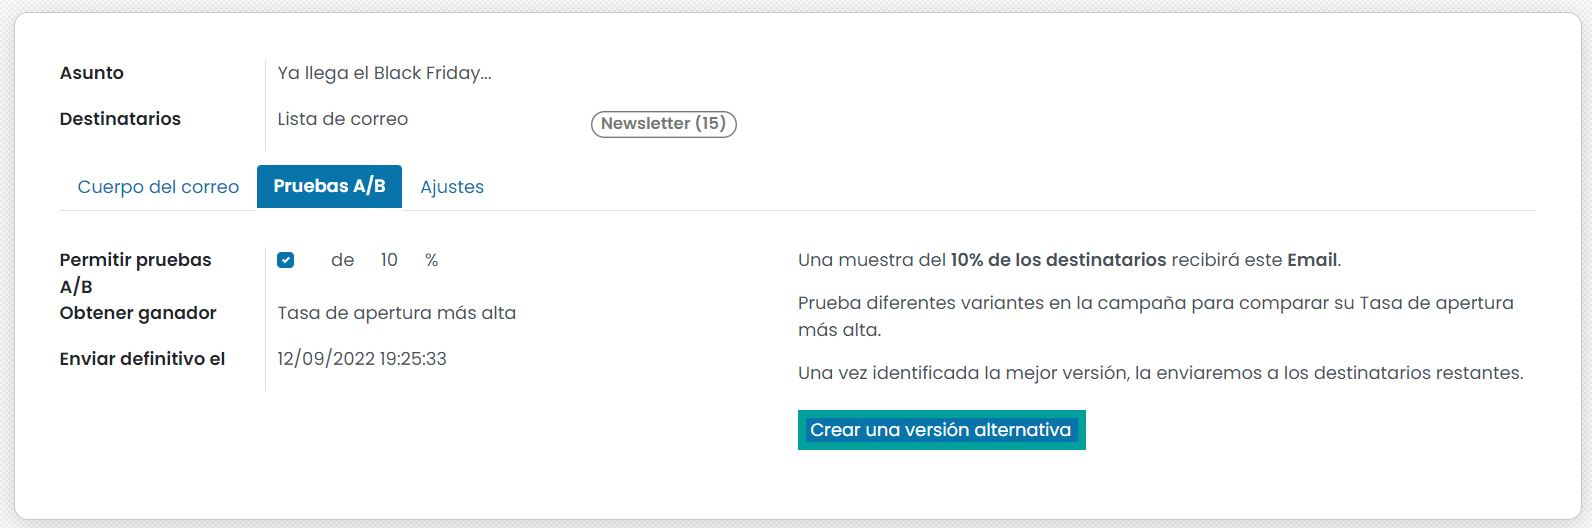 Asunto Ya llega el Black Friday...
Destinatarios Lista de correo Newsletter (15)
Cuerpo del correo Pruebas A/B Ajustes
Permitir pruebas A/B de 10 %
Obtener ganador Tasa de apertura más alta
Enviar definitivo el 12/09/2022 19:25:33
Una muestra del 10% de los destinatarios recibirá este Email.
Prueba diferentes variantes en la campaña para comparar su Tasa de apertura
más alta.
Una vez identificada la mejor versión, la enviaremos a los destinatarios restantes.
Crear una versión alternativa